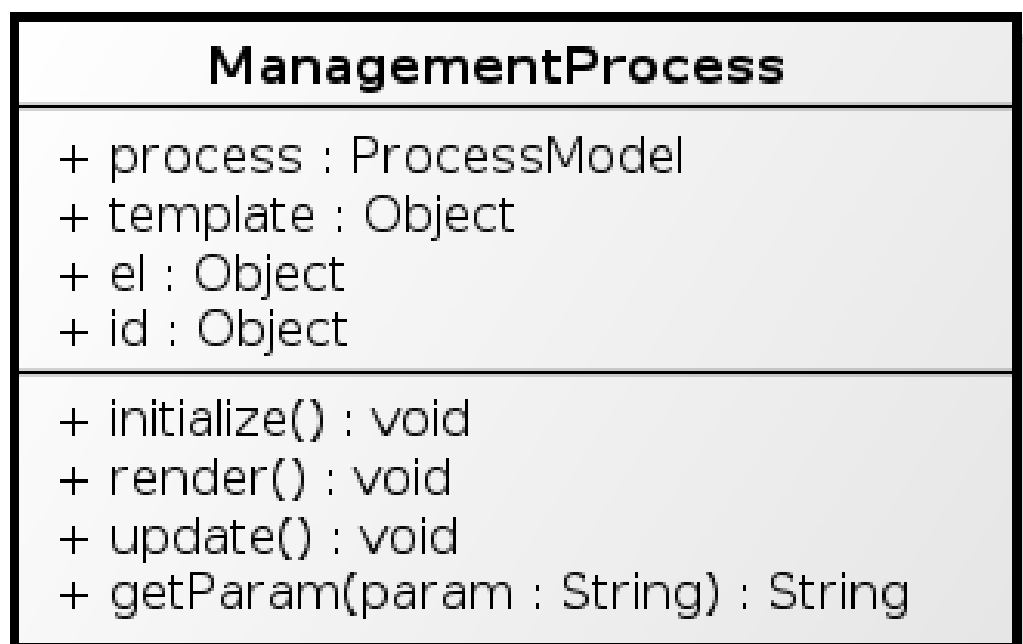 ManagementProcess
+ process : ProcessModel
+ template : Object
+ el : Object
+ id : Object
+ initialize() : void
+ render() : void
+ update() : void
+ getParam(param : String) : String